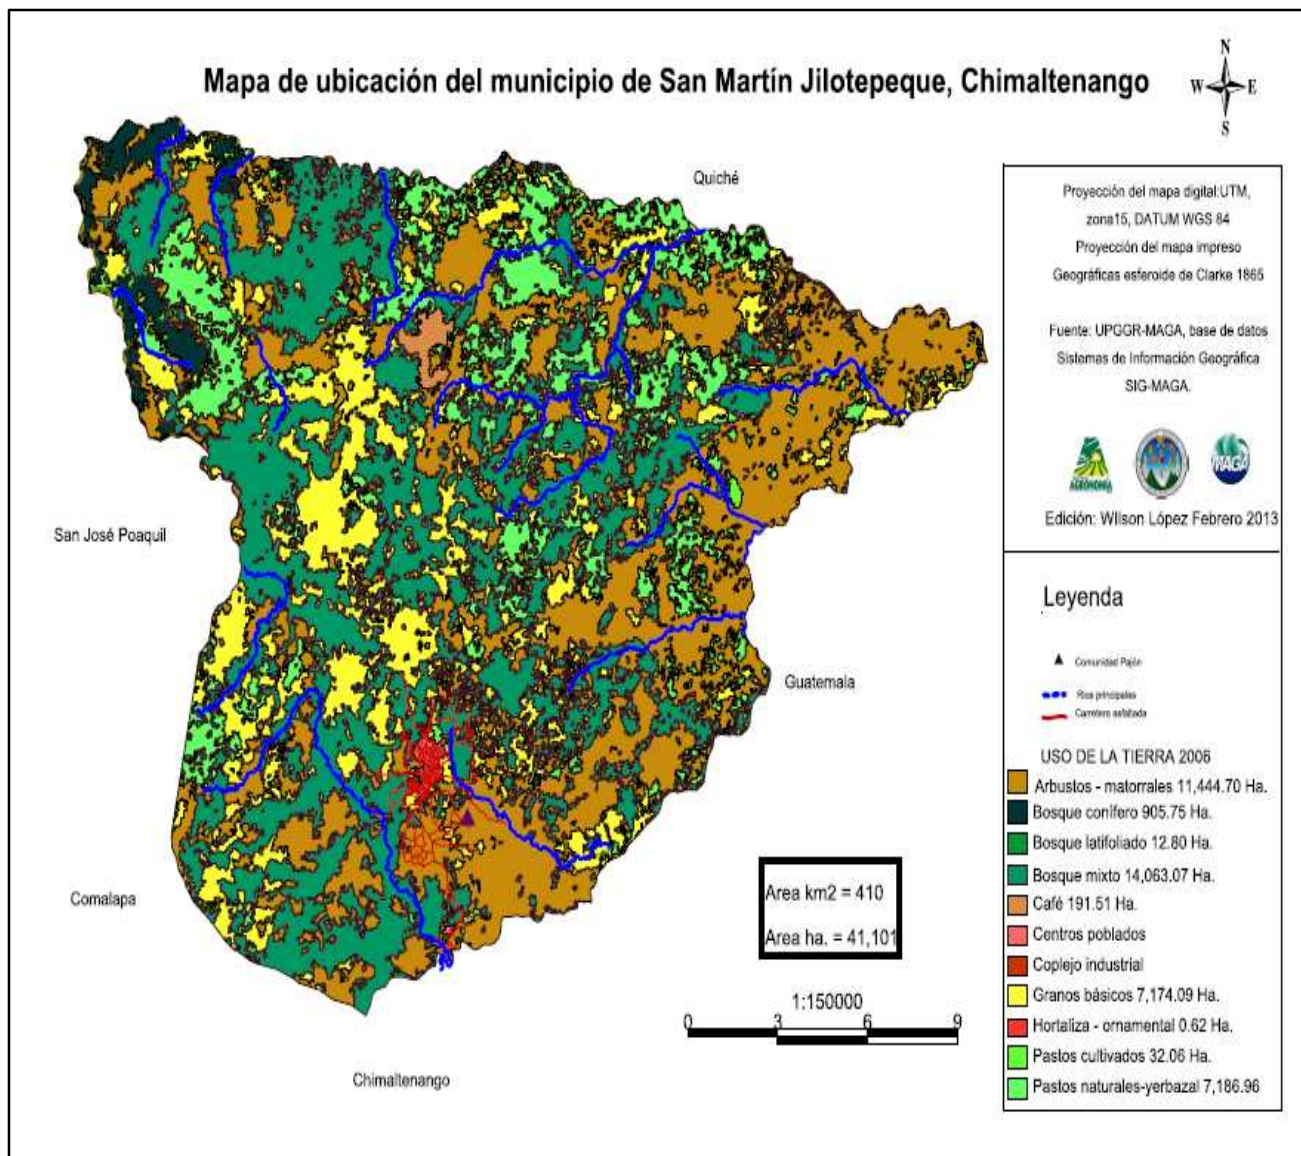 Mapa de ubicación del municipio de San Martín Jilotepeque, Chimaltenango
N
W E
S
Quiché
San José Poaquil
Guatemala
Comalapa
Chimaltenango
Proyección del mapa digital:UTM,
zona15, DATUM WGS 84
Proyección del mapa impreso
Geográficas esferoide de Clarke 1865
Fuente: UPGGR-MAGA, base de datos
Sistemas de Información Geográfica
SIG-MAGA.
AGRONOMIA
MAGA
Edición: WIlson López Febrero 2013
Leyenda
Comunidad Pajón
Rios principales
Carretera asfaltada
USO DE LA TIERRA 2006
Arbustos - matorrales 11,444.70 Ha.
Bosque conífero 905.75 Ha.
Bosque latifoliado 12.80 Ha.
Bosque mixto 14,063.07 Ha.
Café 191.51 Ha.
Centros poblados
Coplejo industrial
Granos básicos 7,174.09 Ha.
Hortaliza - ornamental 0.62 Ha.
Pastos cultivados 32.06 Ha.
Pastos naturales-yerbazal 7,186.96
Area km2 = 410
Area ha. = 41,101
1:150000
0 3 6 9